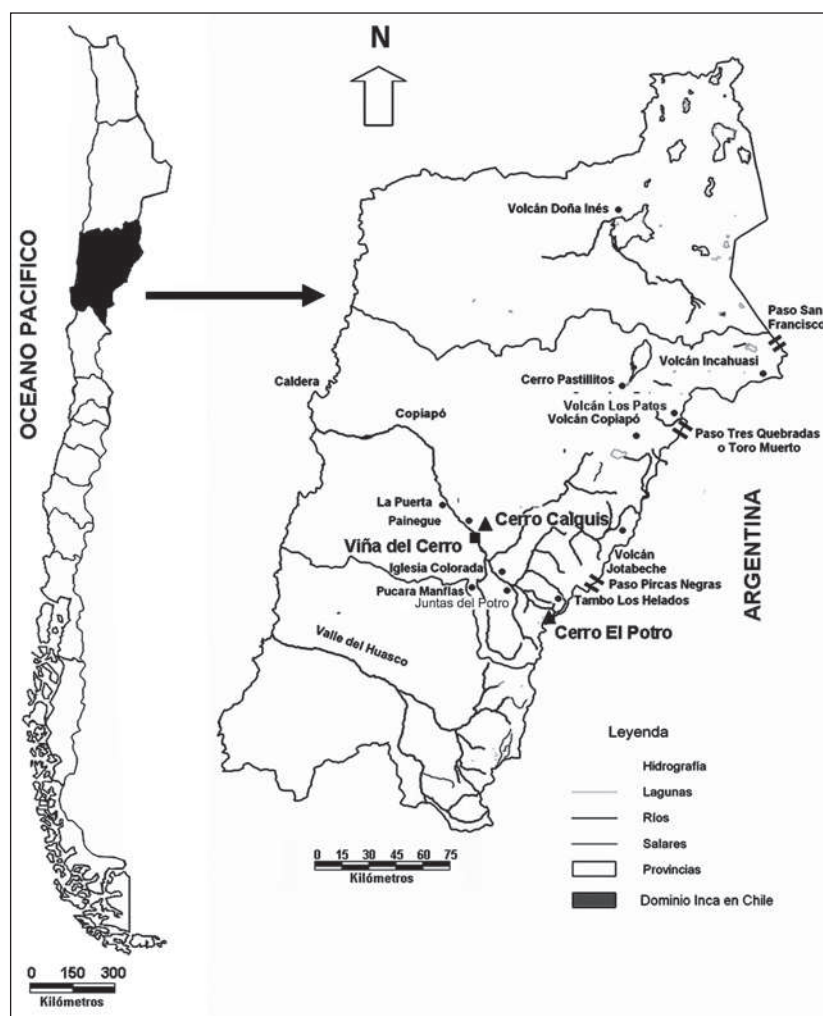 N
OCEANO PACIFICO
Volcán Doña Inés
Paso San
Francisco
Volcán Incahuasi
Caldera
Cerro Pastillitos
Copiapó
Volcán Los Patos
Volcán Copiapó
Paso Tres Quebradas
o Toro Muerto
La Puerta
Painegue
Cerro Calquis
Viña del Cerro
ARGENTINA
Volcán
Jotabeche
Iglesia Colorada
Paso Pircas Negras
Pucara Manflas
Tambo Los Helados
Juntas del Potro
Cerro El Potro
Valle del Huasco
Leyenda
Hidrografia
Lagunas
Ríos
Salares
Provincias
Dominio Inca en Chile
0 15 30 45 60 75
Kilómetros
0 150 300
Kilómetros